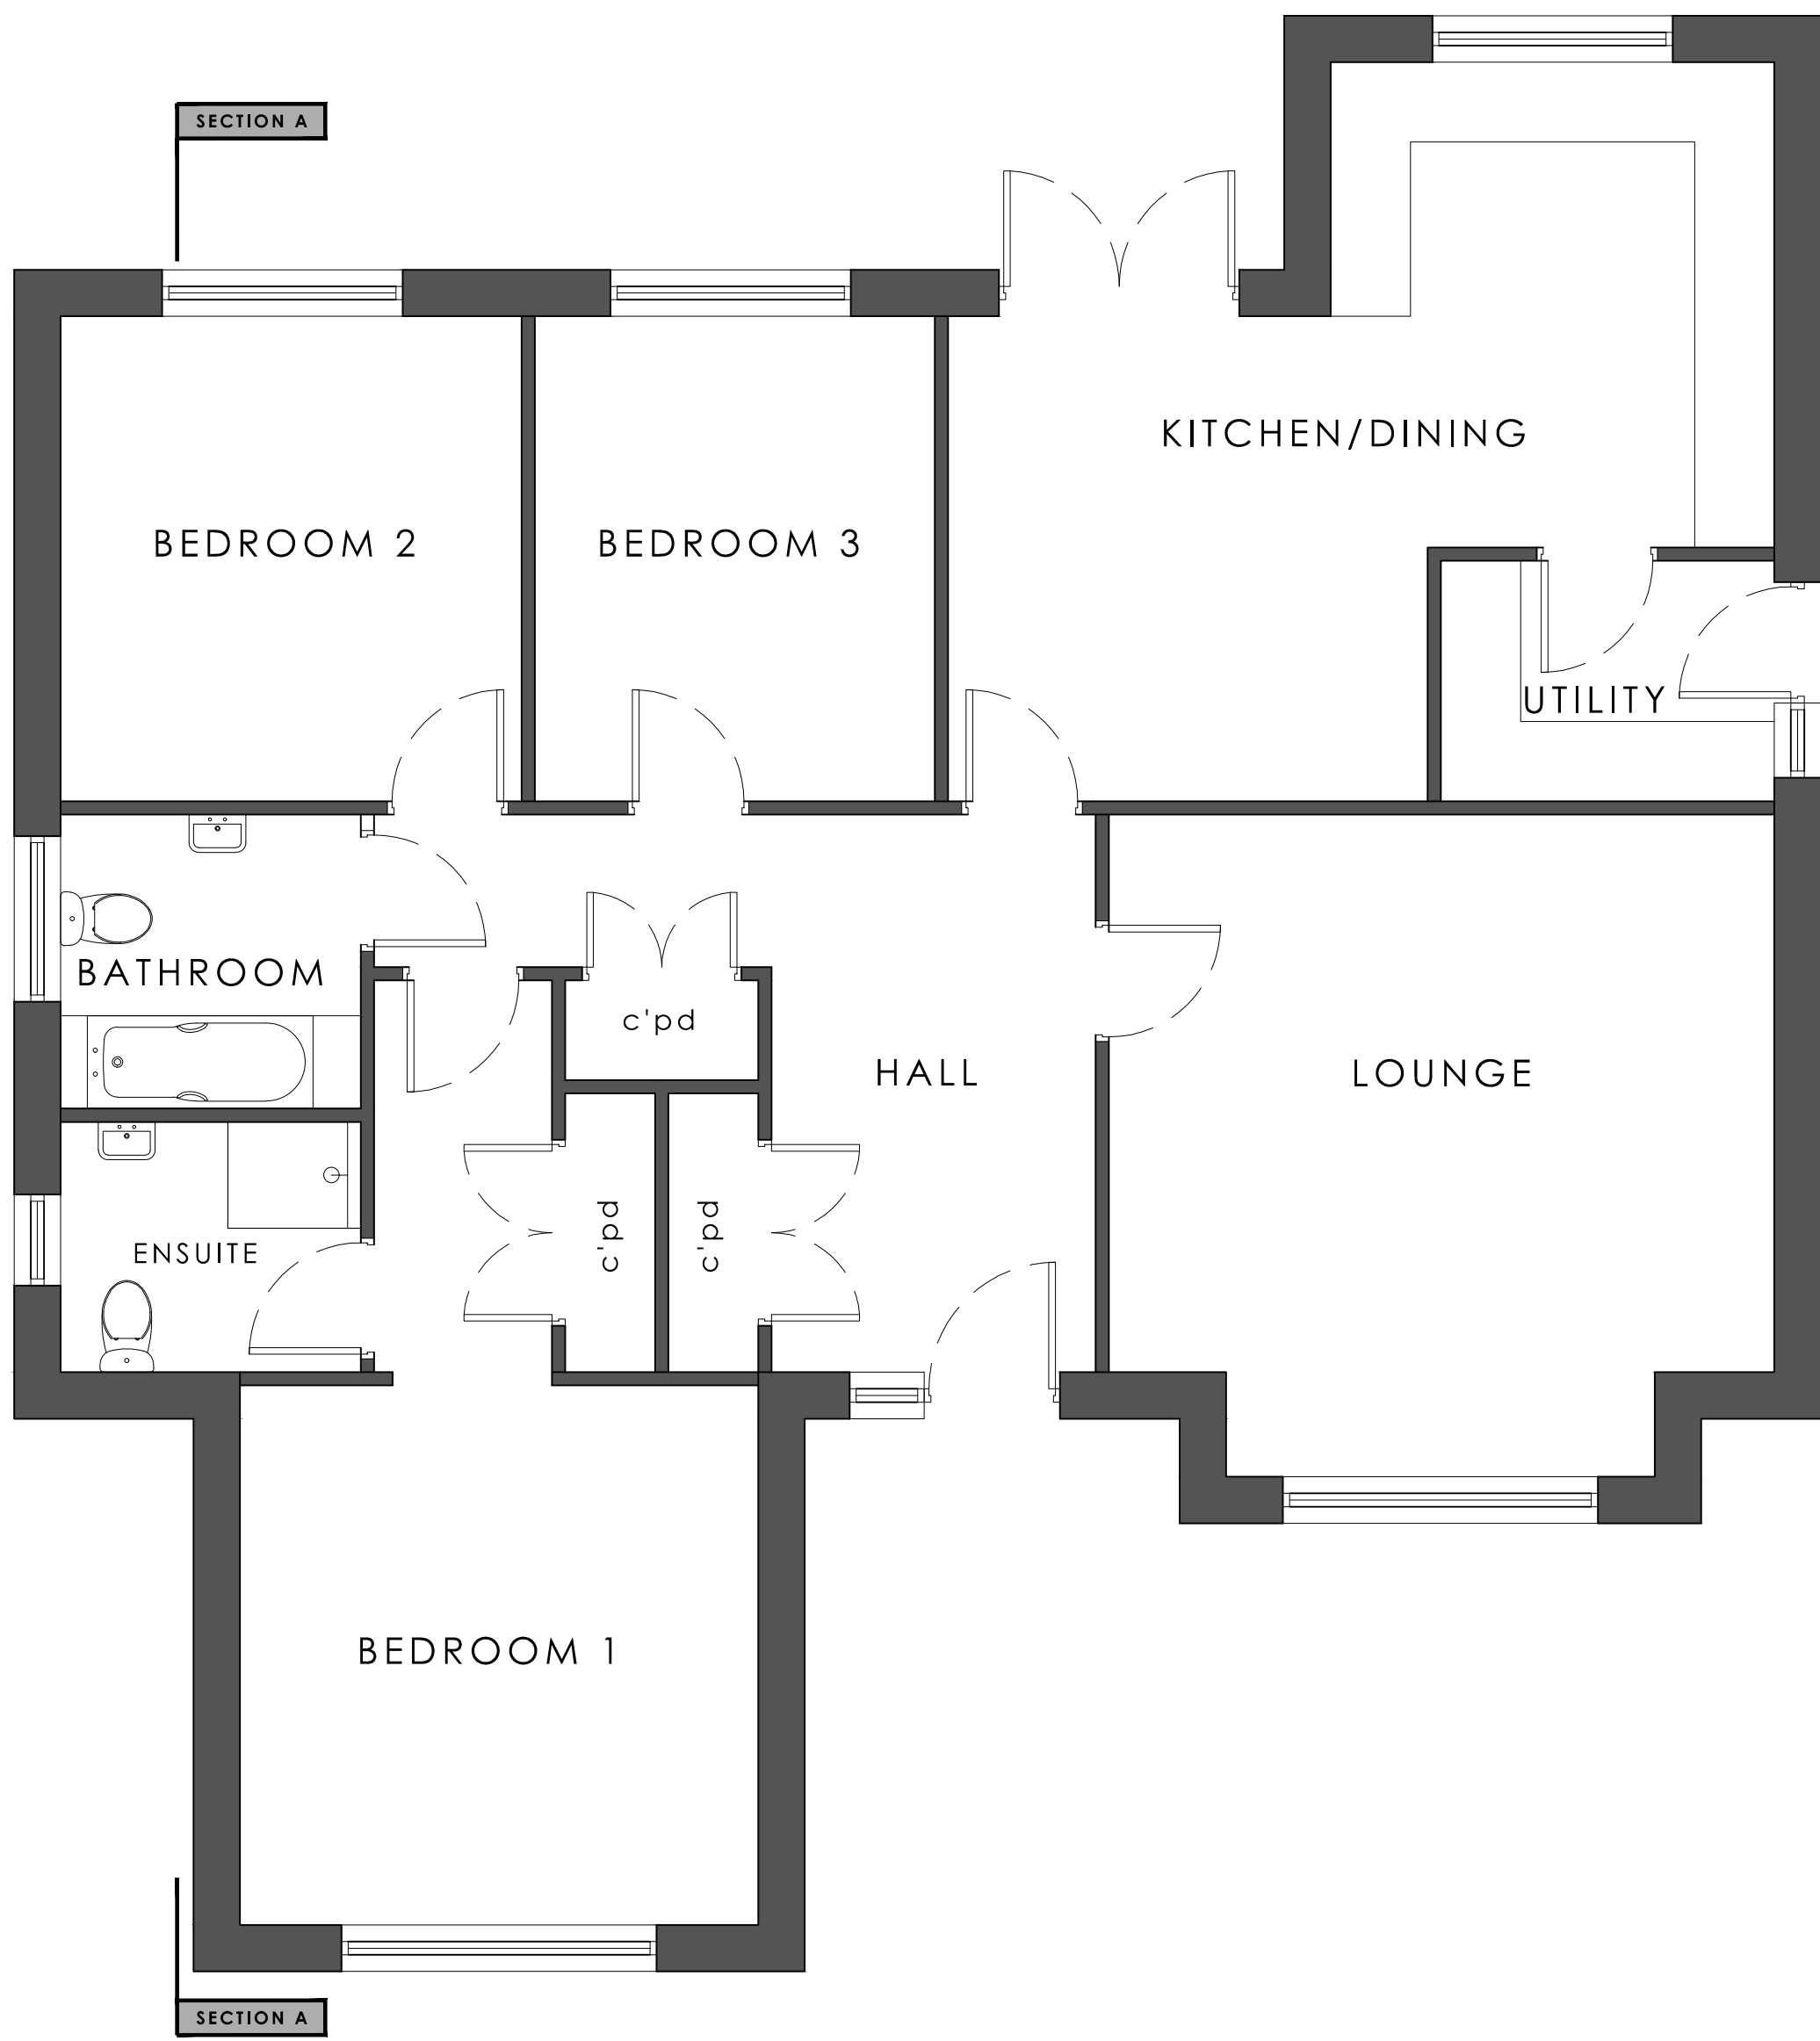 SECTION A
KITCHEN/DINING
BEDROOM 2
BEDROOM 3
UTILITY
BATHROOM
c'pd
HALL
LOUNGE
c'pd
c'pd
ENSUITE
BEDROOM 1
SECTION A